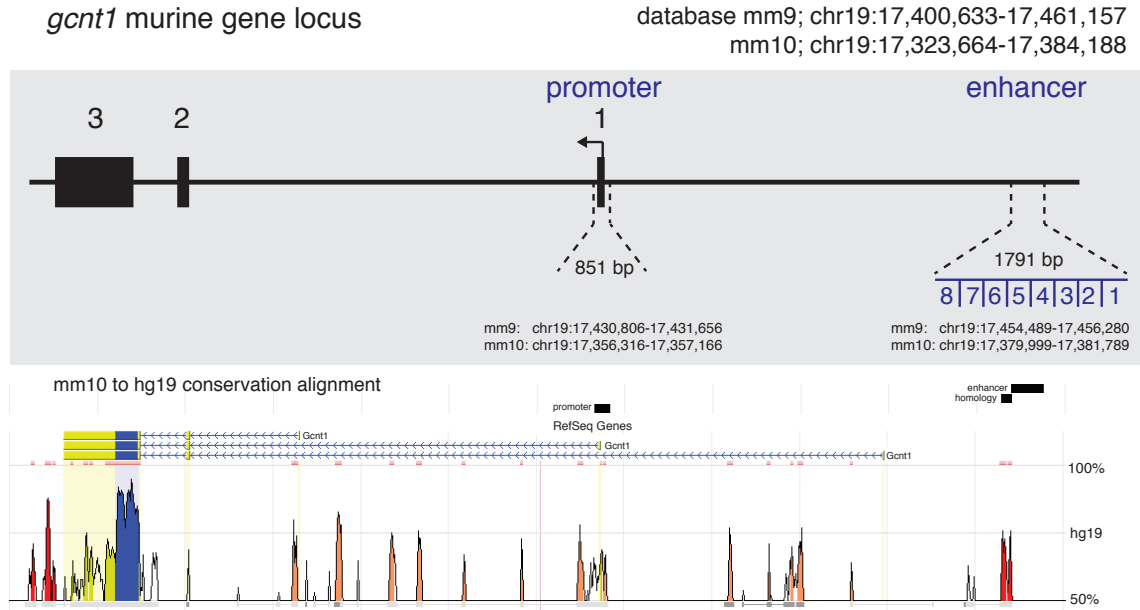 gcnt1 murine gene locus
database mm9; chr19:17,400,633-17,461,157
mm10; chr19:17,323,664-17,384,188
promoter
enhancer
3
2
1
851 bp
1791 bp
8 7 6 5 4 3 2 1
mm9: chr19:17,430,806-17,431,656
mm10: chr19:17,356,316-17,357,166
mm9: chr19:17,454,489-17,456,280
mm10: chr19:17,379,999-17,381,789
mm10 to hg19 conservation alignment
enhancer
homology
promoter
RefSeq Genes
Gcnt1
Gcnt1
Gcnt1
100%
hg19
50%